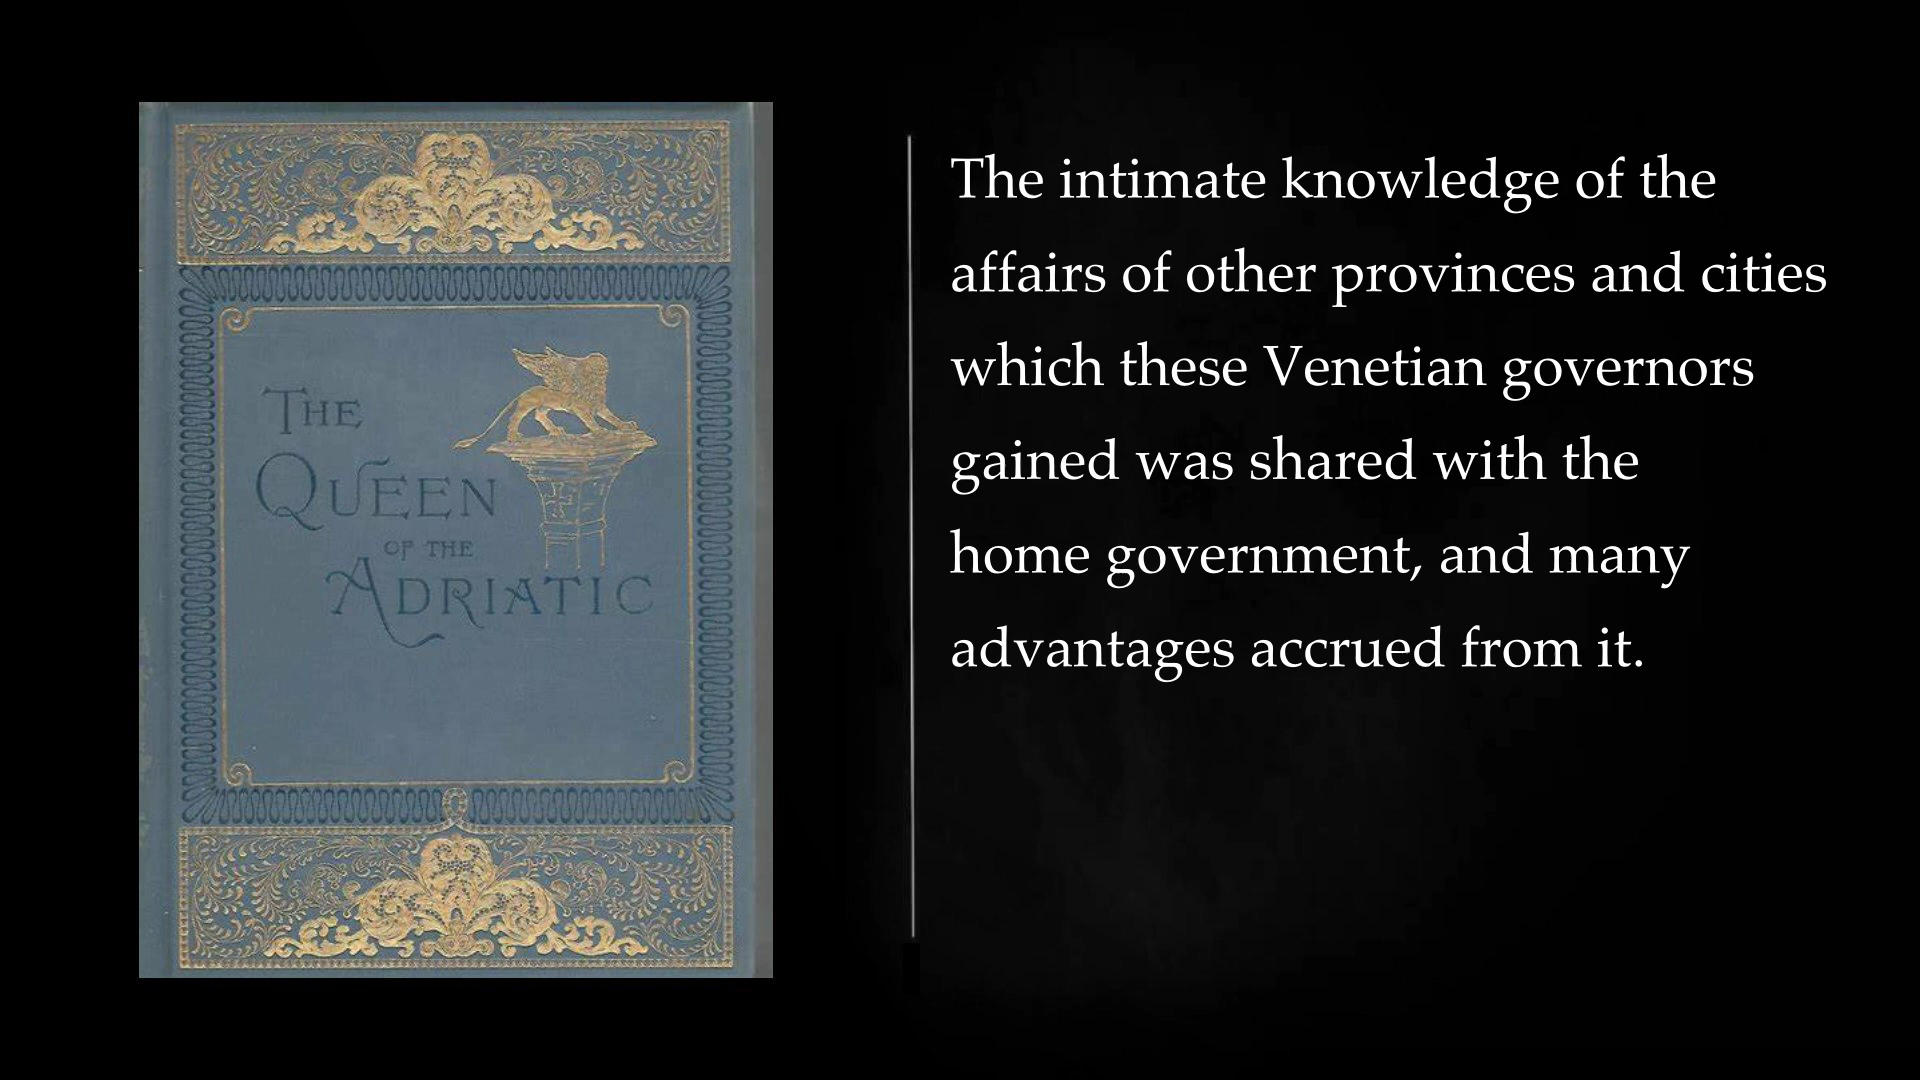 THE
QUEEN
OF THE
ADRIATIC
The intimate knowledge of the
affairs of other provinces and cities
which these Venetian governors
gained was shared with the
home government, and many
advantages accrued from it.